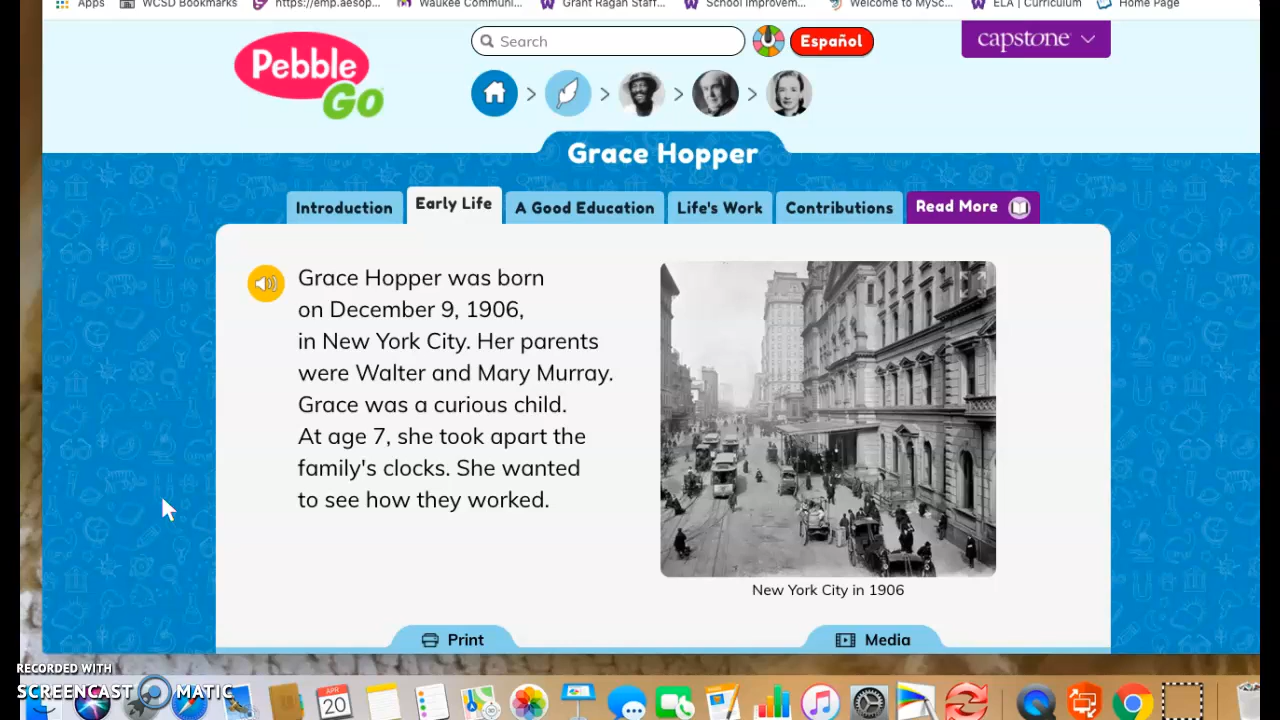 Apps WCSD Bookmarks https://emp.aesop... Waukee Communi... Grant Ragan Staff... School Improvem... Welcome to MySc... ELA | Curriculum Home Page
Pebble
Go
Search
Español
capstone
Grace Hopper
Introduction Early Life A Good Education Life's Work Contributions Read More
Grace Hopper was born
on December 9, 1906,
in New York City. Her parents
were Walter and Mary Murray.
Grace was a curious child.
At age 7, she took apart the
family's clocks. She wanted
to see how they worked.
New York City in 1906
Print Media
RECORDED WITH
SCREENCAST MATIC
APR
20